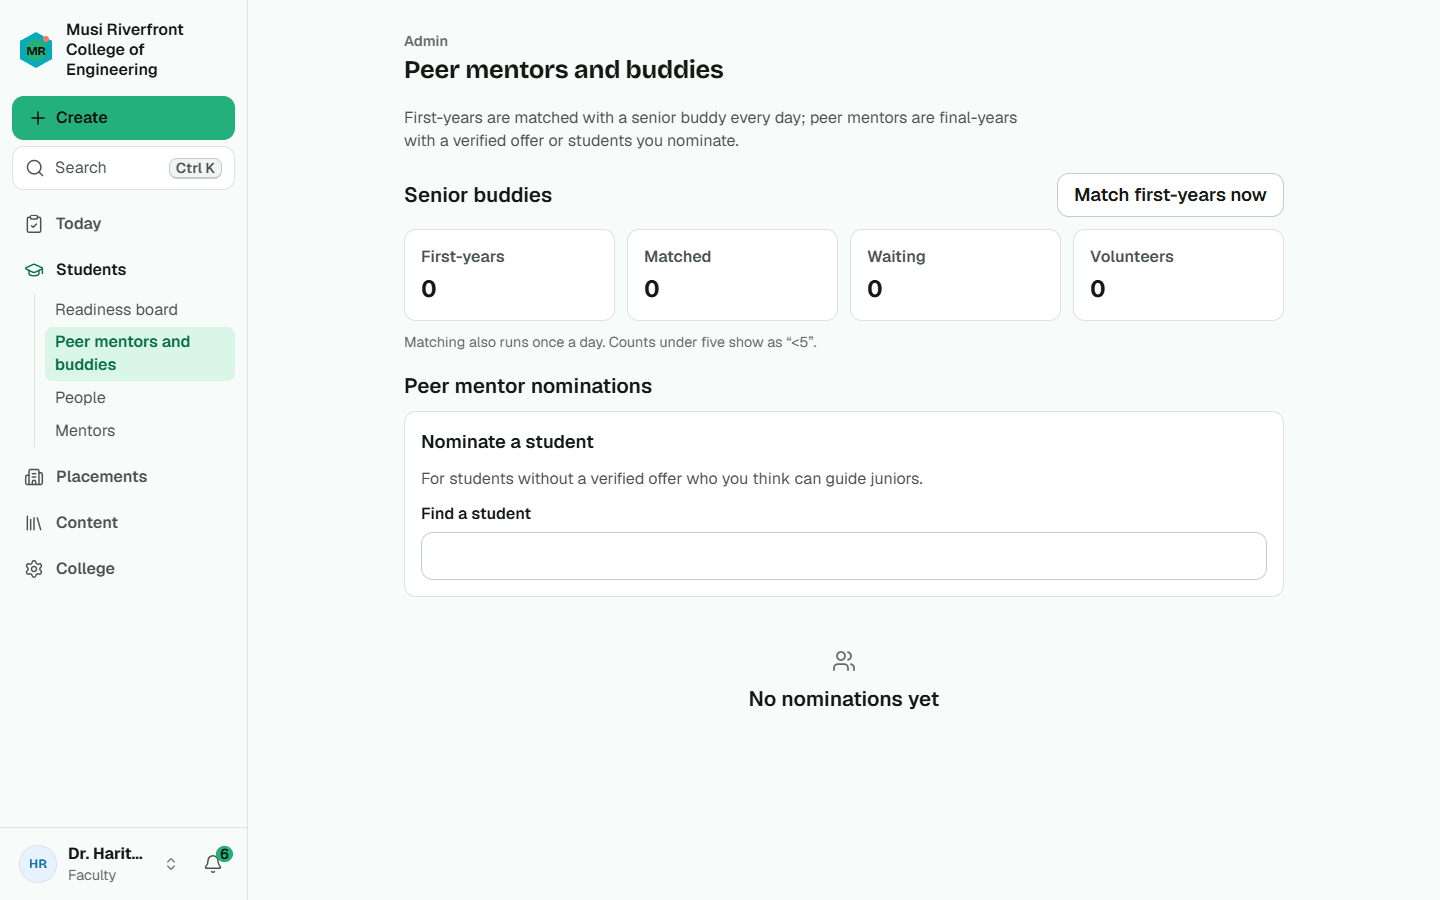 MR
Musi Riverfront
College of
Engineering
Create
Search
Ctrl K
Today
Students
Readiness board
Peer mentors and
buddies
People
Mentors
Placements
Content
College
HR
Dr. Harit...
Faculty
6
Admin
Peer mentors and buddies
First-years are matched with a senior buddy every day; peer mentors are final-years
with a verified offer or students you nominate.
Senior buddies
Match first-years now
First-years
0
Matched
0
Waiting
0
Volunteers
0
Matching also runs once a day. Counts under five show as “<5”.
Peer mentor nominations
Nominate a student
For students without a verified offer who you think can guide juniors.
Find a student
No nominations yet